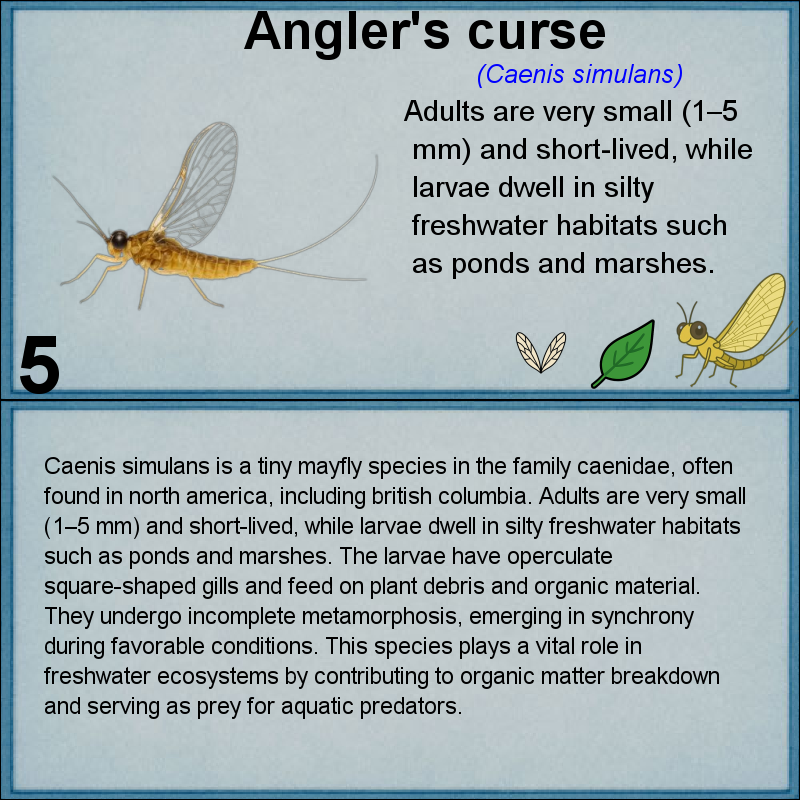 Angler's curse
(Caenis simulans)
Adults are very small (1–5
mm) and short-lived, while
larvae dwell in silty
freshwater habitats such
as ponds and marshes.
5
Caenis simulans is a tiny mayfly species in the family caenidae, often
found in north america, including british columbia. Adults are very small
(1–5 mm) and short-lived, while larvae dwell in silty freshwater habitats
such as ponds and marshes. The larvae have operculate
square-shaped gills and feed on plant debris and organic material.
They undergo incomplete metamorphosis, emerging in synchrony
during favorable conditions. This species plays a vital role in
freshwater ecosystems by contributing to organic matter breakdown
and serving as prey for aquatic predators.